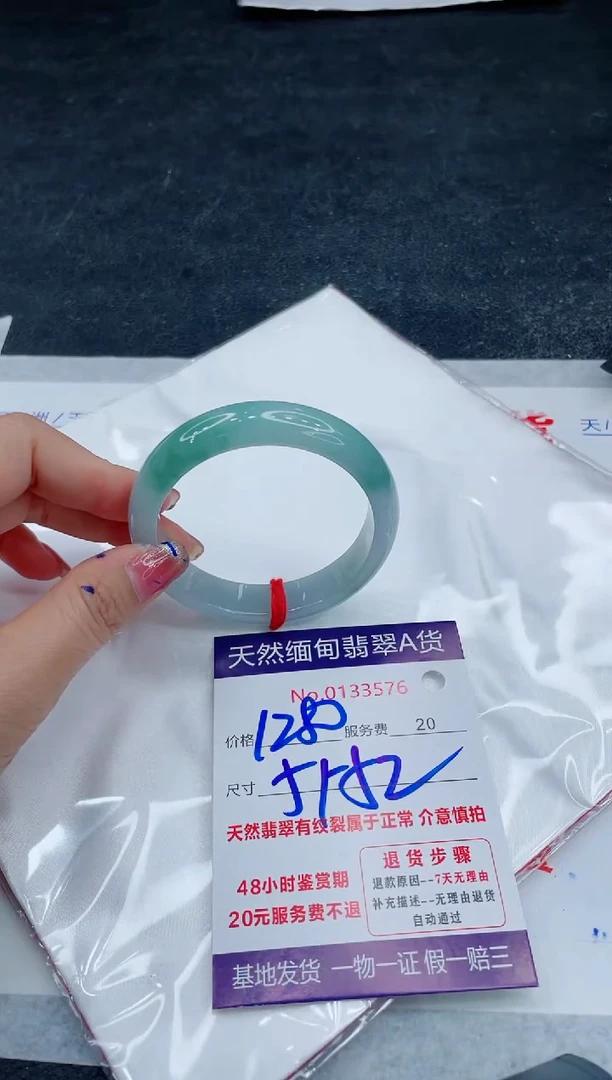 天然缅甸翡翠A货
No.0133576
价格 1280 服务费 20
尺寸
天然翡翠有纹裂属于正常 介意慎拍
48小时鉴赏期
20元服务费不退
退货步骤
退款原因--7天无理由
补充描述--无理由退货
自动通过
基地发货 一物一证 假一赔三